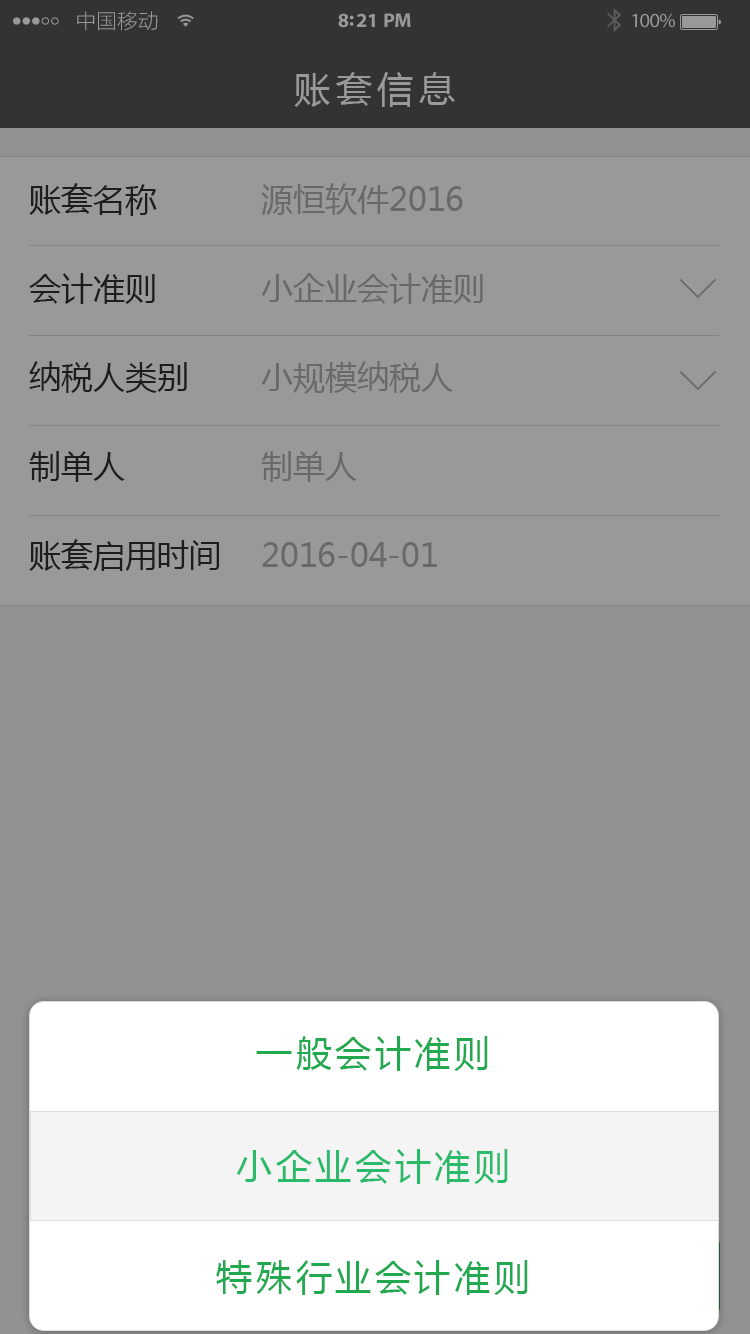 中国移动 8:21 PM 100%
账套信息
账套名称 源恒软件2016
会计准则 小企业会计准则
纳税人类别 小规模纳税人
制单人 制单人
账套启用时间 2016-04-01
一般会计准则
小企业会计准则
特殊行业会计准则